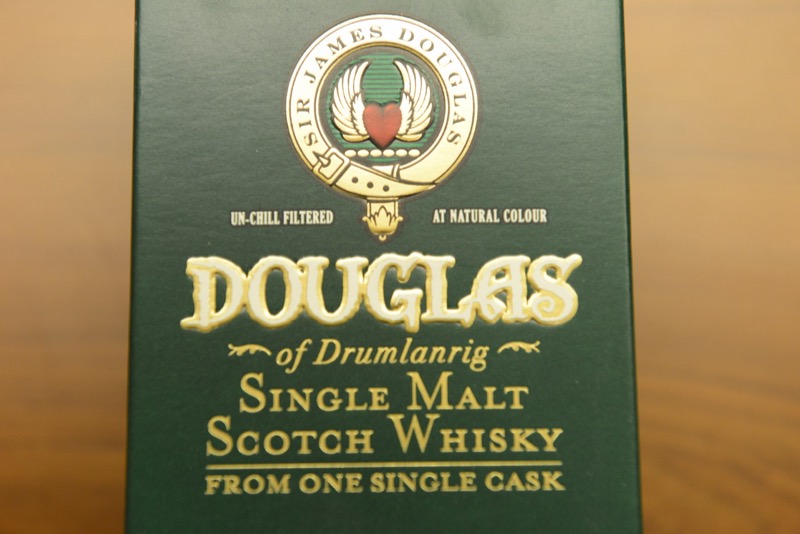 SIR JAMES DOUGLAS
UN-CHILL FILTERED AT NATURAL COLOUR
DOUGLAS
of Drumlanrig
SINGLE MALT
SCOTCH WHISKY
FROM ONE SINGLE CASK